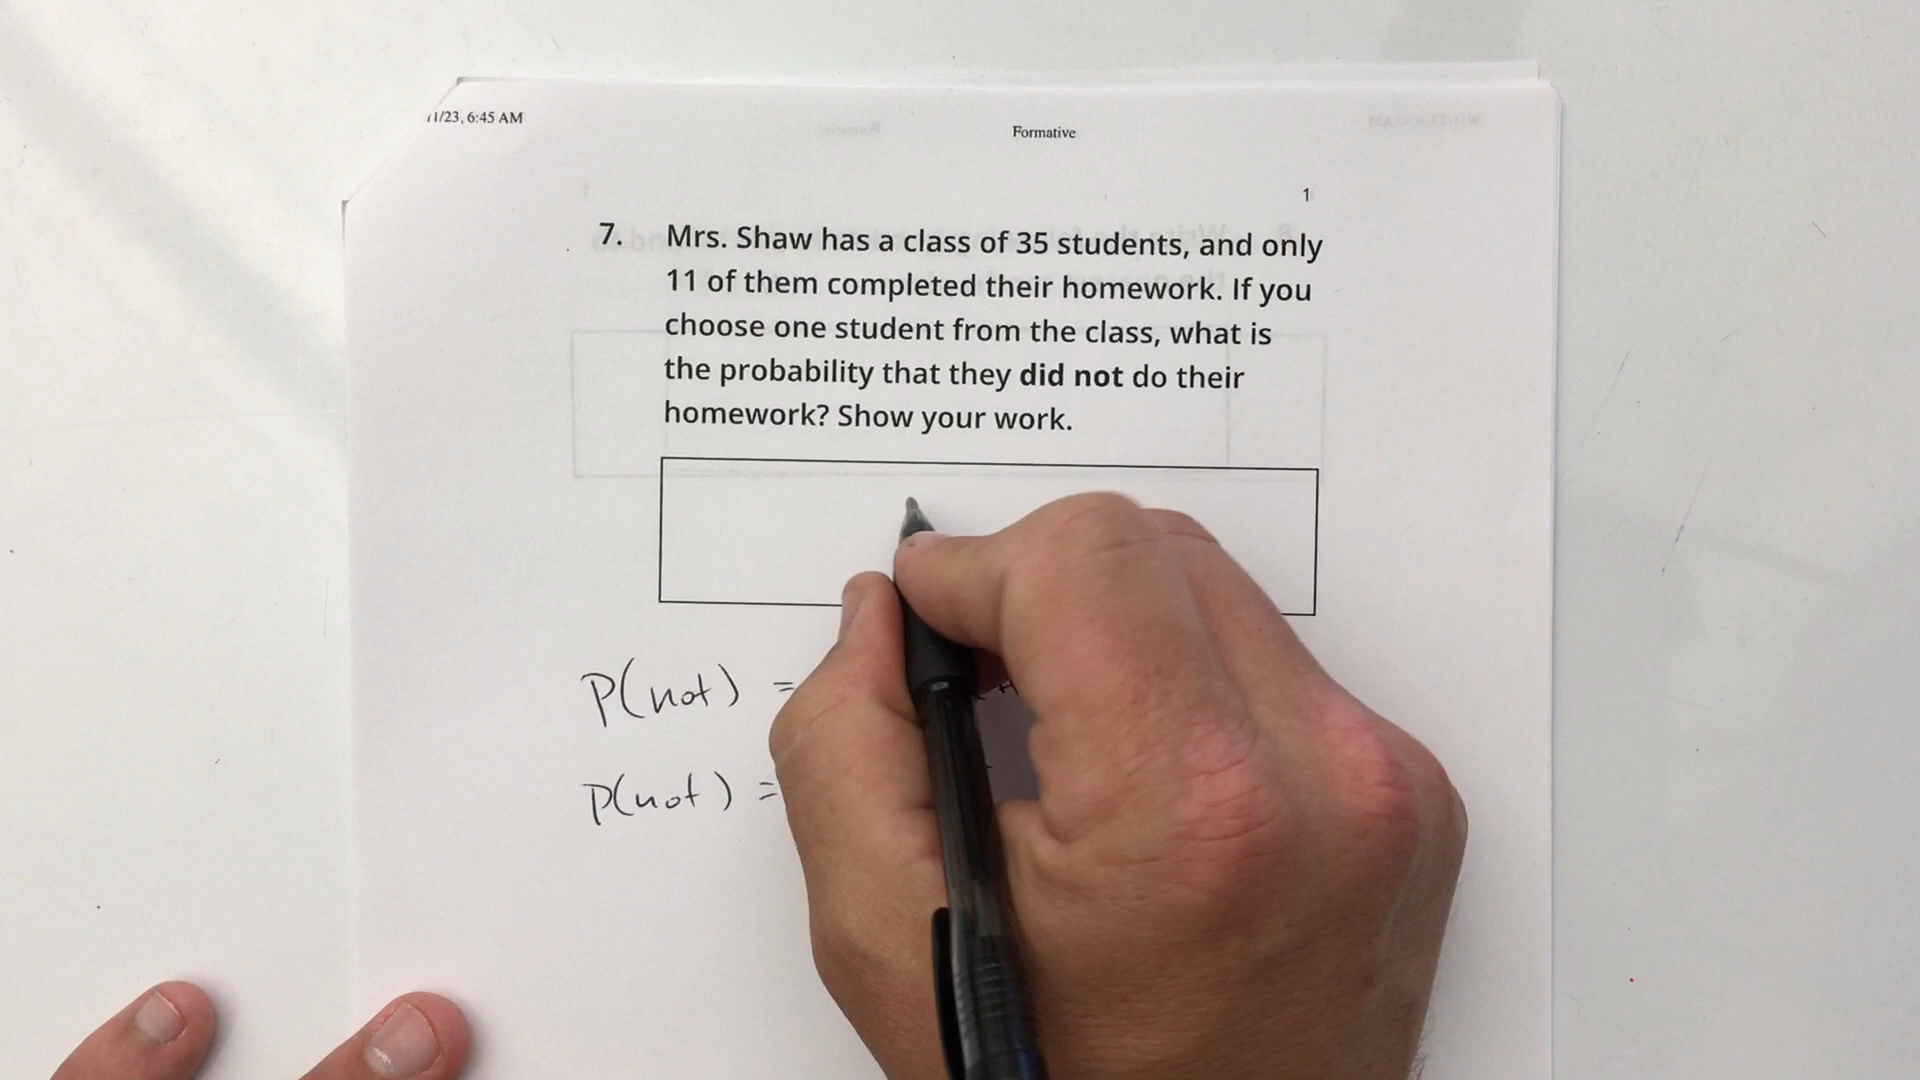 11/23, 6:45 AM
Formative
1
7. Mrs. Shaw has a class of 35 students, and only
11 of them completed their homework. If you
choose one student from the class, what is
the probability that they did not do their
homework? Show your work.
P(not) =
P(not) =